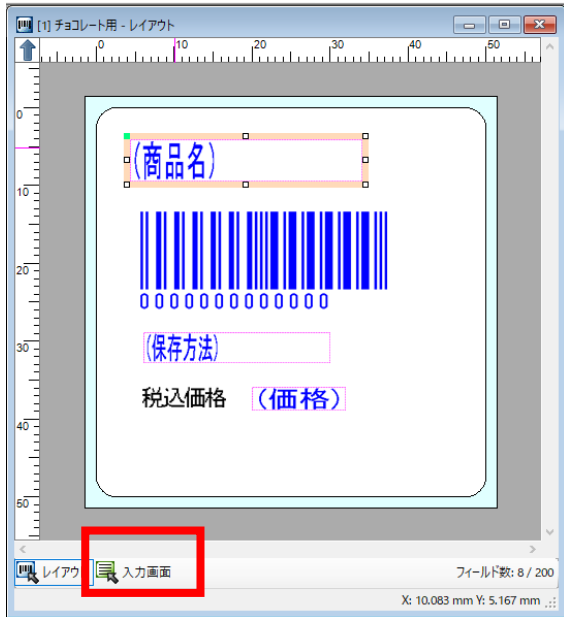 [1] チョコレート用 - レイアウト
0 10 20 30 40 50
0
10
20
30
40
50
(商品名)
0000000000000
(保存方法)
税込価格 (価格)
レイアウ 入力画面 フィールド数: 8 / 200
X: 10.083 mm Y: 5.167 mm